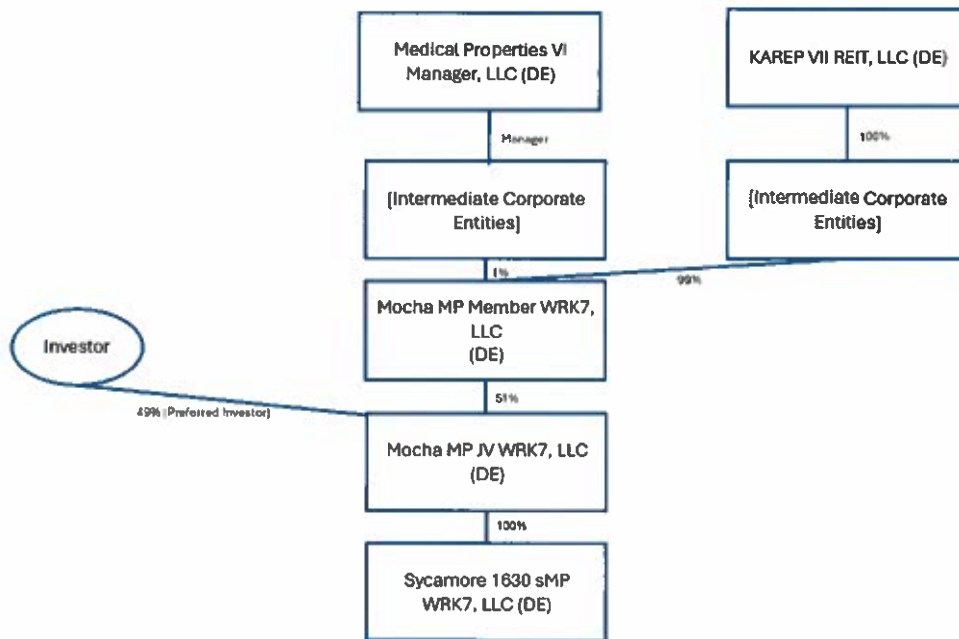 Medical Properties VI
Manager, LLC (DE)
KAREP VII REIT, LLC (DE)
Manager
100%
[Intermediate Corporate
Entities]
[Intermediate Corporate
Entities]
1%
99%
Mocha MP Member WRK7,
LLC
(DE)
Investor
51%
49% (Preferred Investor)
Mocha MP JV WRK7, LLC
(DE)
100%
Sycamore 1630 sMP
WRK7, LLC (DE)